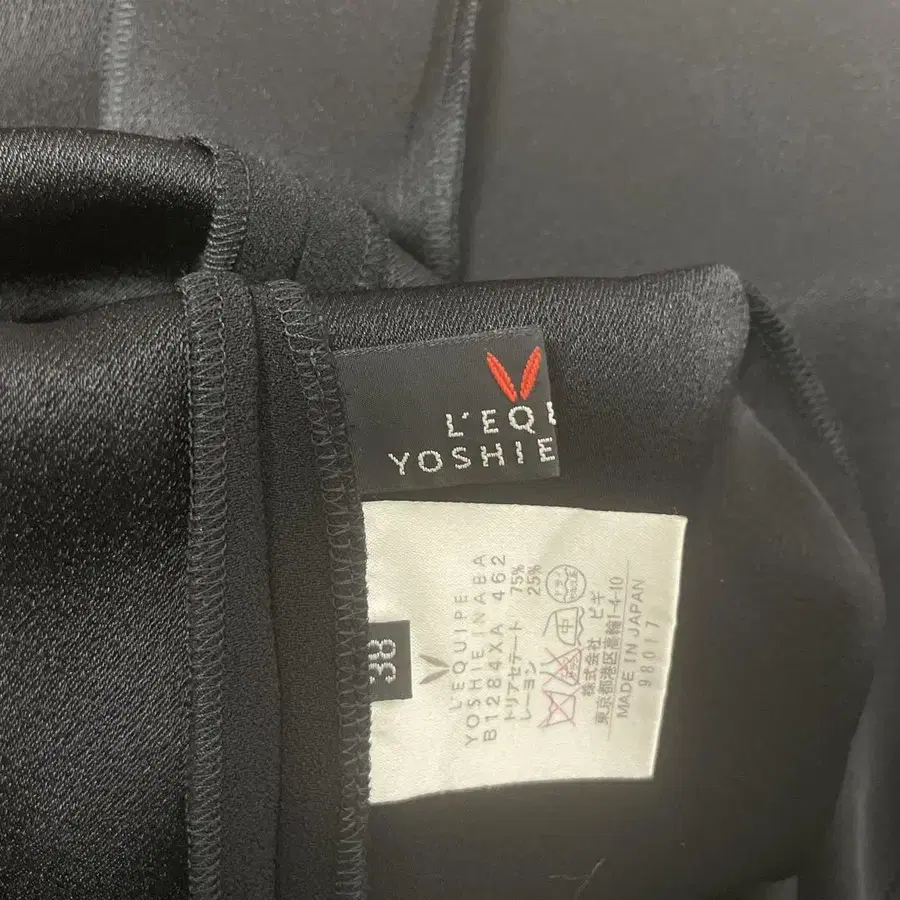 L'EQU
YOSHIE
38
L'EQUIPE
YOSHIE INABA
B1284XA 462
トリアセテート 75%
レーヨン 25%
中
株式会社 ビギ
東京都港区高輪1-4-10
MADE IN JAPAN
98017